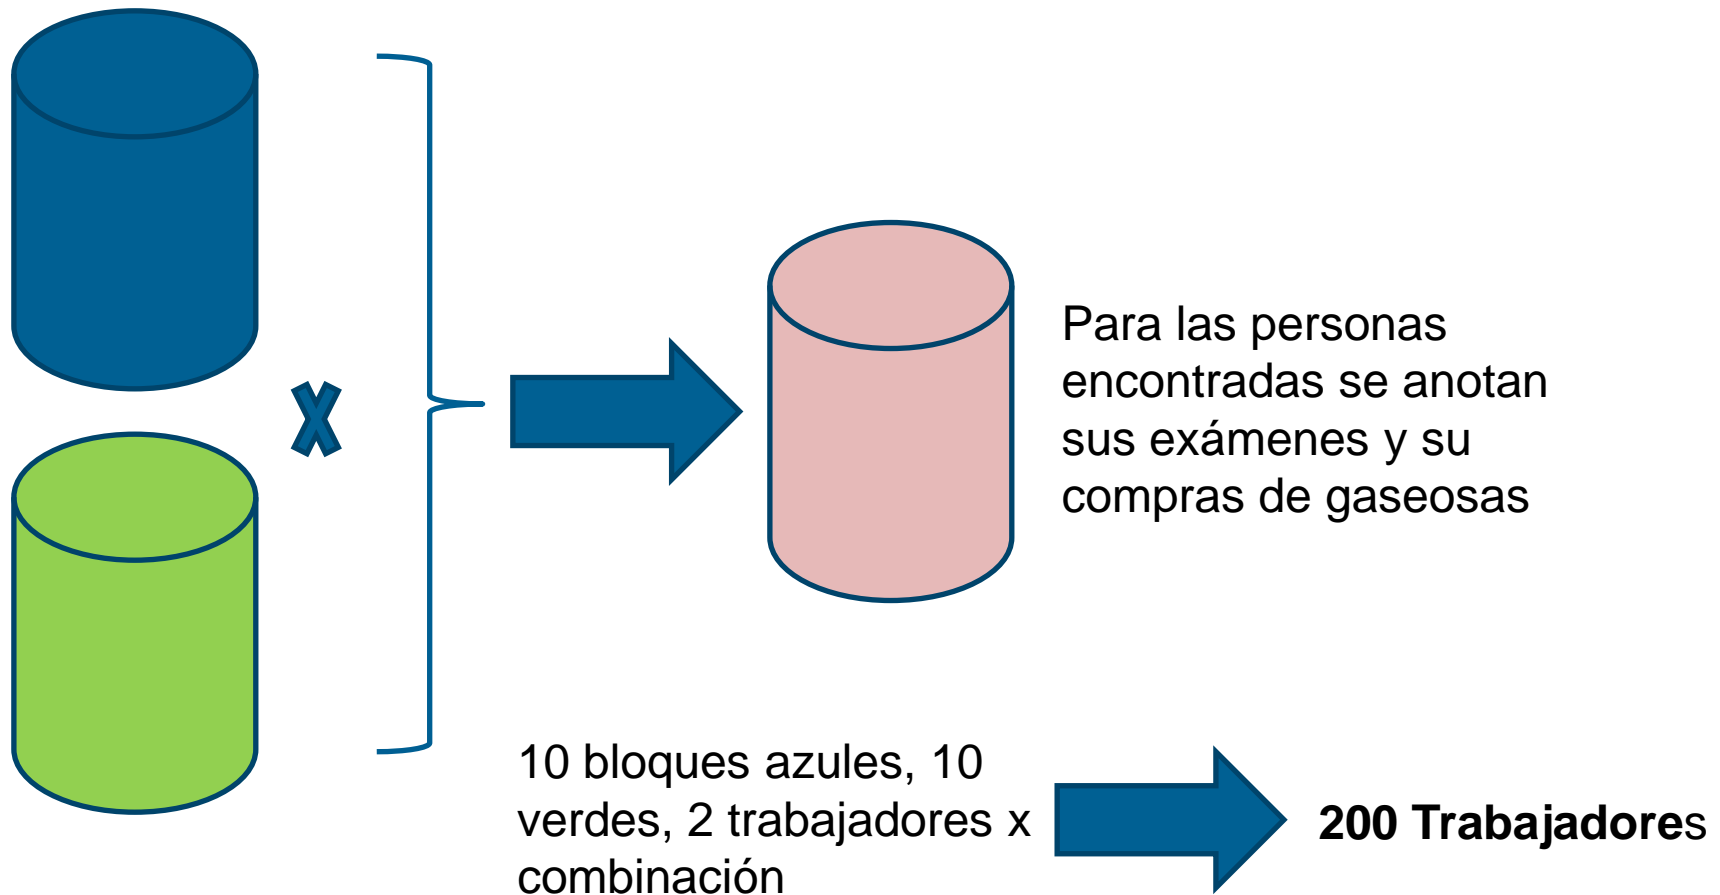 Para las personas
encontradas se anotan
sus exámenes y su
compras de gaseosas
10 bloques azules, 10
verdes, 2 trabajadores x
combinación
200 Trabajadores